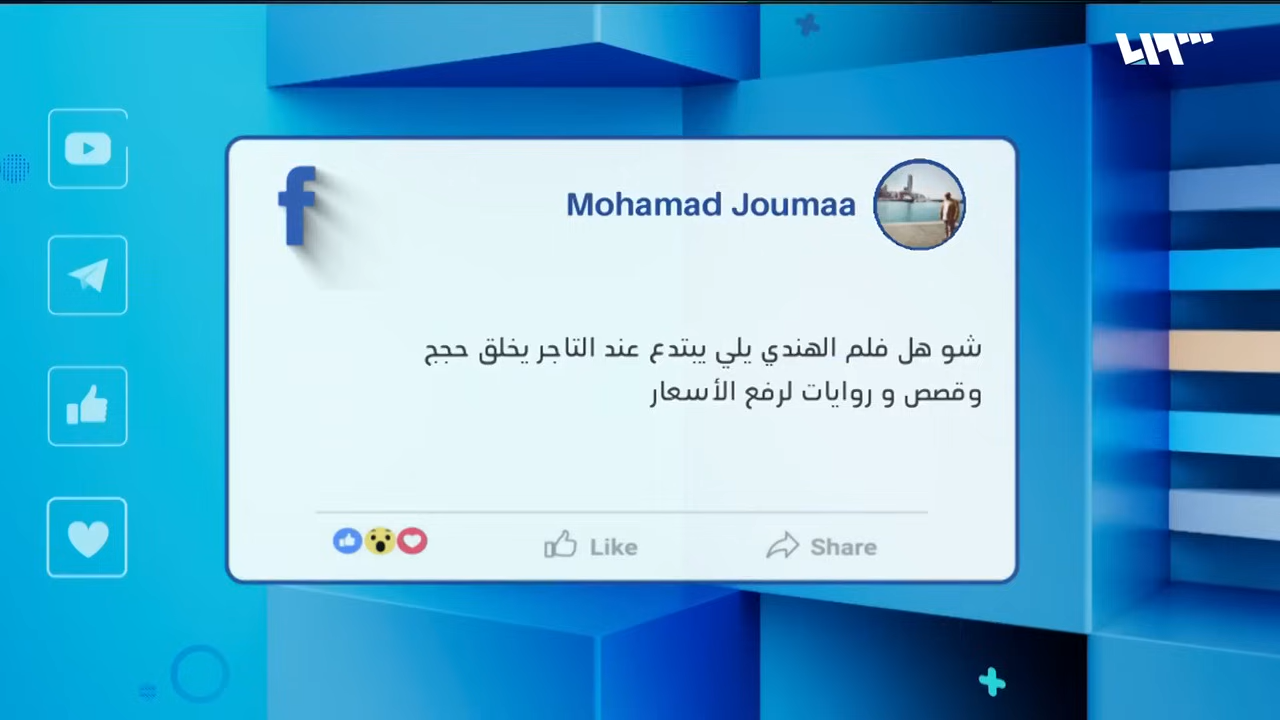 Mohamad Joumaa
شو هل فلم الهندي يلي يبتدع عند التاجر يخلق حجج
وقصص و روايات لرفع الأسعار
Like
Share